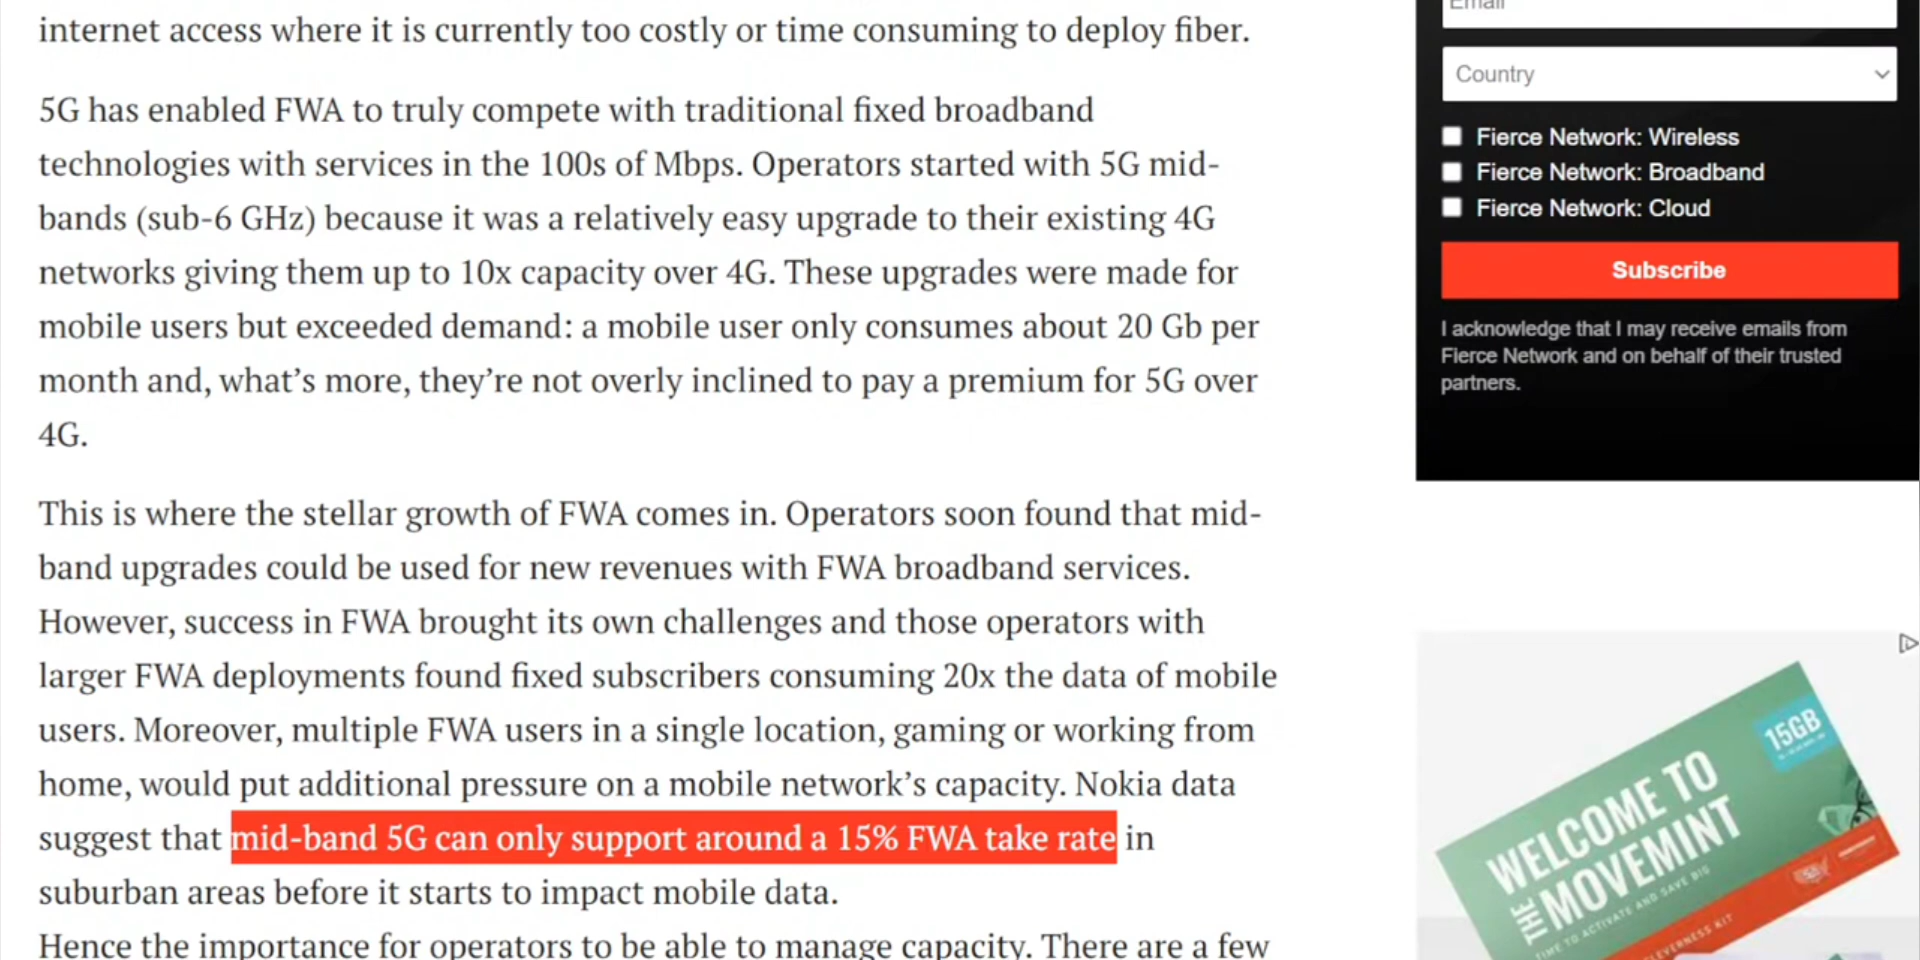 internet access where it is currently too costly or time consuming to deploy fiber.
5G has enabled FWA to truly compete with traditional fixed broadband
technologies with services in the 100s of Mbps. Operators started with 5G mid-
bands (sub-6 GHz) because it was a relatively easy upgrade to their existing 4G
networks giving them up to 10x capacity over 4G. These upgrades were made for
mobile users but exceeded demand: a mobile user only consumes about 20 Gb per
month and, what’s more, they’re not overly inclined to pay a premium for 5G over
4G.
This is where the stellar growth of FWA comes in. Operators soon found that mid-
band upgrades could be used for new revenues with FWA broadband services.
However, success in FWA brought its own challenges and those operators with
larger FWA deployments found fixed subscribers consuming 20x the data of mobile
users. Moreover, multiple FWA users in a single location, gaming or working from
home, would put additional pressure on a mobile network’s capacity. Nokia data
suggest that mid-band 5G can only support around a 15% FWA take rate in
suburban areas before it starts to impact mobile data.
Hence the importance for operators to be able to manage capacity. There are a few
Email
Country
Fierce Network: Wireless
Fierce Network: Broadband
Fierce Network: Cloud
Subscribe
I acknowledge that I may receive emails from
Fierce Network and on behalf of their trusted
partners.
15GB
WELCOME TO
THE MOVEMINT
TIME TO ACTIVATE AND SAVE BIG
CLEVERNESS KIT